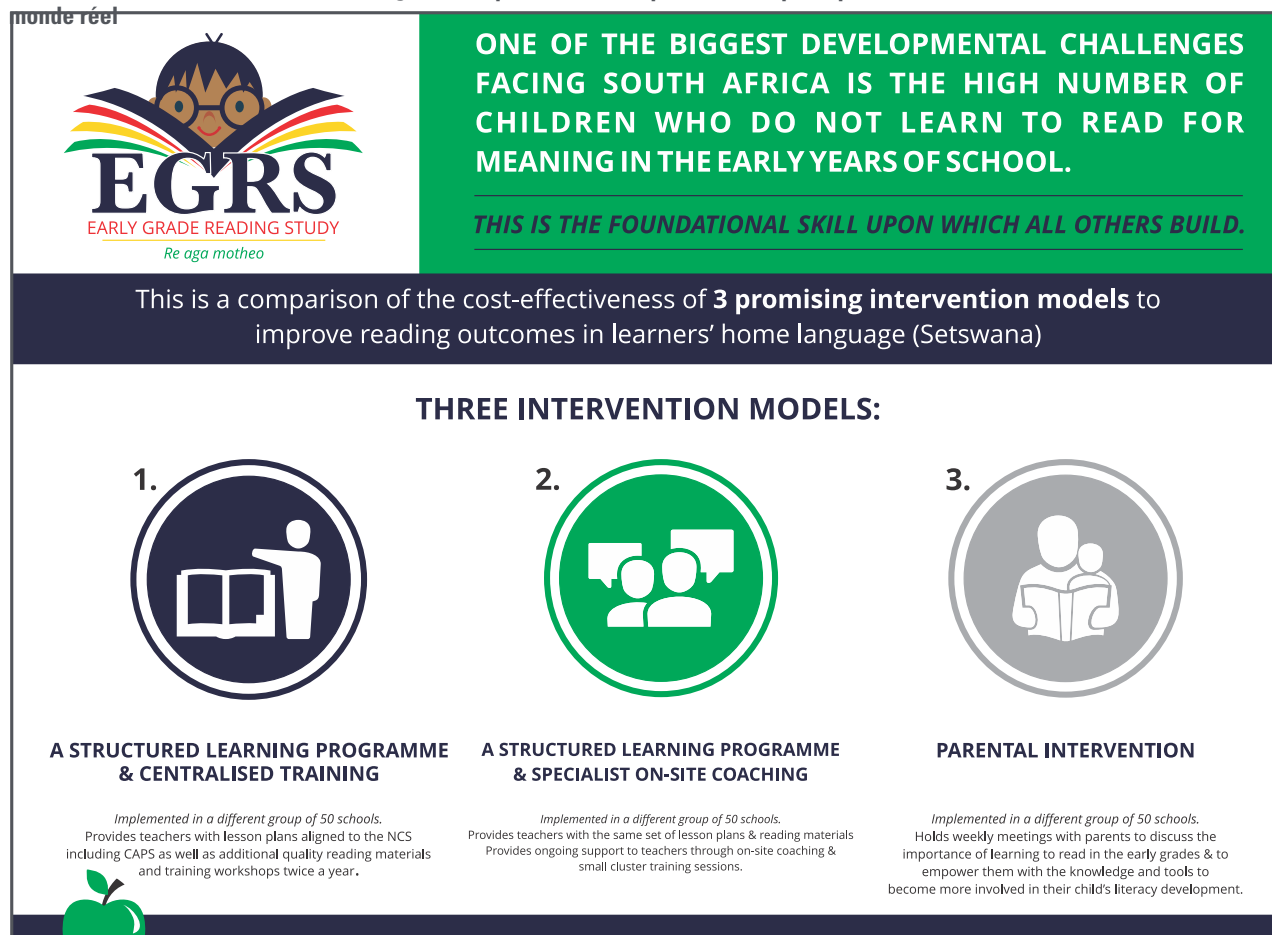 monde réel
EGRS
EARLY GRADE READING STUDY
Re aga motheo
ONE OF THE BIGGEST DEVELOPMENTAL CHALLENGES
FACING SOUTH AFRICA IS THE HIGH NUMBER OF
CHILDREN WHO DO NOT LEARN TO READ FOR
MEANING IN THE EARLY YEARS OF SCHOOL.
THIS IS THE FOUNDATIONAL SKILL UPON WHICH ALL OTHERS BUILD.
This is a comparison of the cost-effectiveness of 3 promising intervention models to
improve reading outcomes in learners’ home language (Setswana)
THREE INTERVENTION MODELS:
1.
A STRUCTURED LEARNING PROGRAMME
& CENTRALISED TRAINING
Implemented in a different group of 50 schools.
Provides teachers with lesson plans aligned to the NCS
including CAPS as well as additional quality reading materials
and training workshops twice a year.
2.
A STRUCTURED LEARNING PROGRAMME
& SPECIALIST ON-SITE COACHING
Implemented in a different group of 50 schools.
Provides teachers with the same set of lesson plans & reading materials
Provides ongoing support to teachers through on-site coaching &
small cluster training sessions.
3.
PARENTAL INTERVENTION
Implemented in a different group of 50 schools.
Holds weekly meetings with parents to discuss the
importance of learning to read in the early grades & to
empower them with the knowledge and tools to
become more involved in their child’s literacy development.